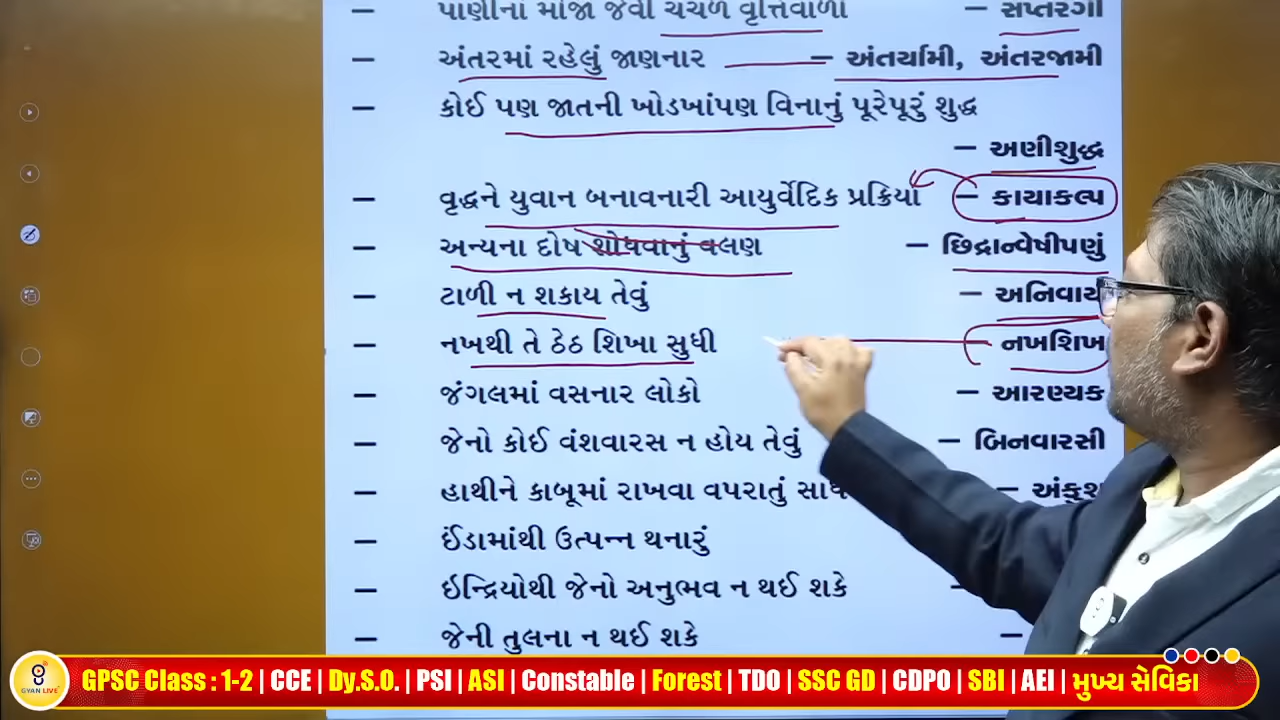 – પાણીના માંજા જેવી ચંચળ વૃત્તિવાળી – સપ્તરંગી
– અંતરમાં રહેલું જાણનાર – અંતર્યામી, અંતરજામી
– કોઈ પણ જાતની ખોડખાંપણ વિનાનું પૂરેપૂરું શુદ્ધ
– અણીશુદ્ધ
– વૃદ્ધને યુવાન બનાવનારી આયુર્વેદિક પ્રક્રિયા – કાયાકલ્પ
– અન્યના દોષ શોધવાનું વલણ – છિદ્રાન્વેષીપણું
– ટાળી ન શકાય તેવું – અનિવાર્ય
– નખથી તે ઠેઠ શિખા સુધી નખશિખ
– જંગલમાં વસનાર લોકો – આરણ્યક
– જેનો કોઈ વંશવારસ ન હોય તેવું – બિનવારસી
– હાથીને કાબૂમાં રાખવા વપરાતું – અંકુશ
– ઈંડામાંથી ઉત્પન્ન થનારું
– ઇન્દ્રિયોથી જેનો અનુભવ ન થઈ શકે –
– જેની તુલના ન થઈ શકે –
GYAN LIVE
GPSC Class : 1-2 | CCE | Dy.S.O. | PSI | ASI | Constable | Forest | TDO | SSC GD | CDPO | SBI | AEI | મુખ્ય સેવિકા